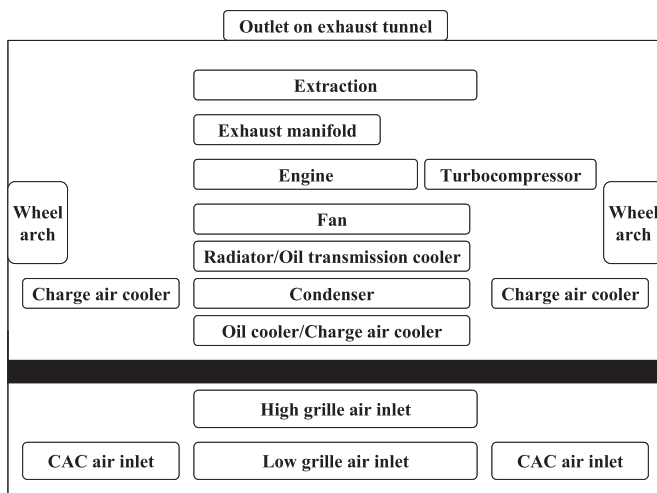 Outlet on exhaust tunnel
Extraction
Exhaust manifold
Engine
Turbocompressor
Wheel
arch
Fan
Wheel
arch
Radiator/Oil transmission cooler
Charge air cooler
Condenser
Charge air cooler
Oil cooler/Charge air cooler
High grille air inlet
CAC air inlet
Low grille air inlet
CAC air inlet